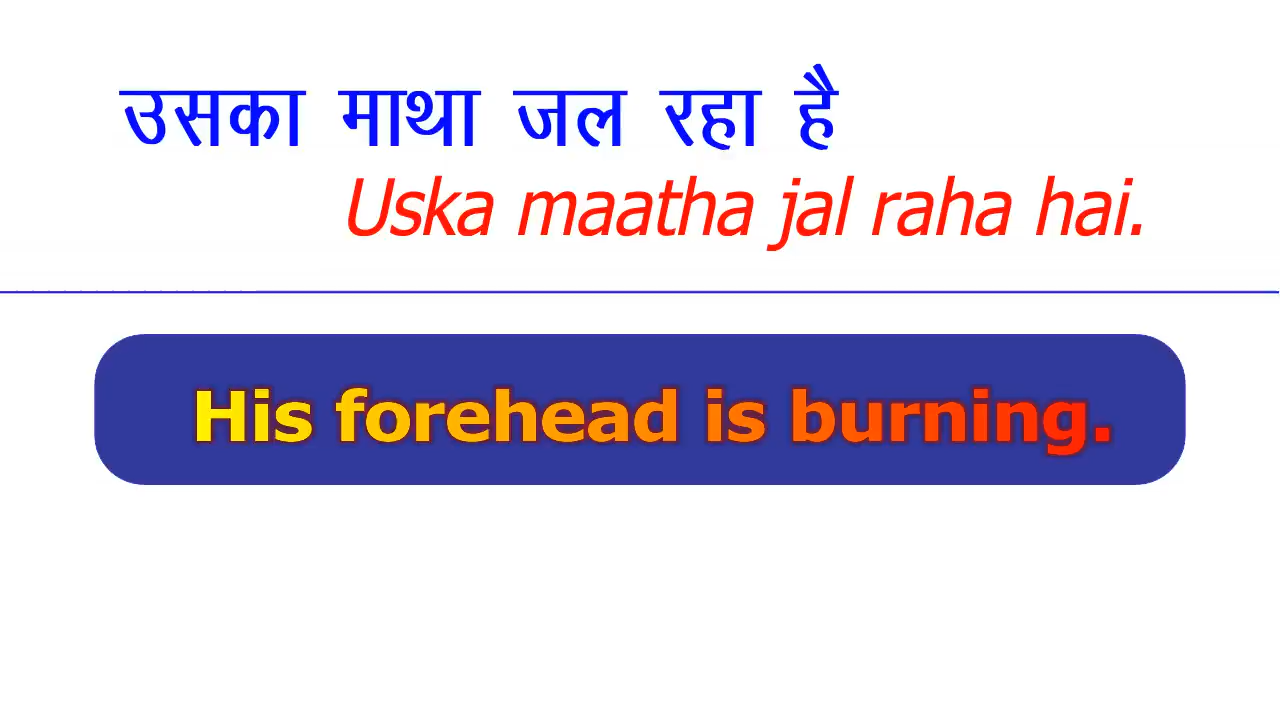 उसका माथा जल रहा है
Uska maatha jal raha hai.
His forehead is burning.